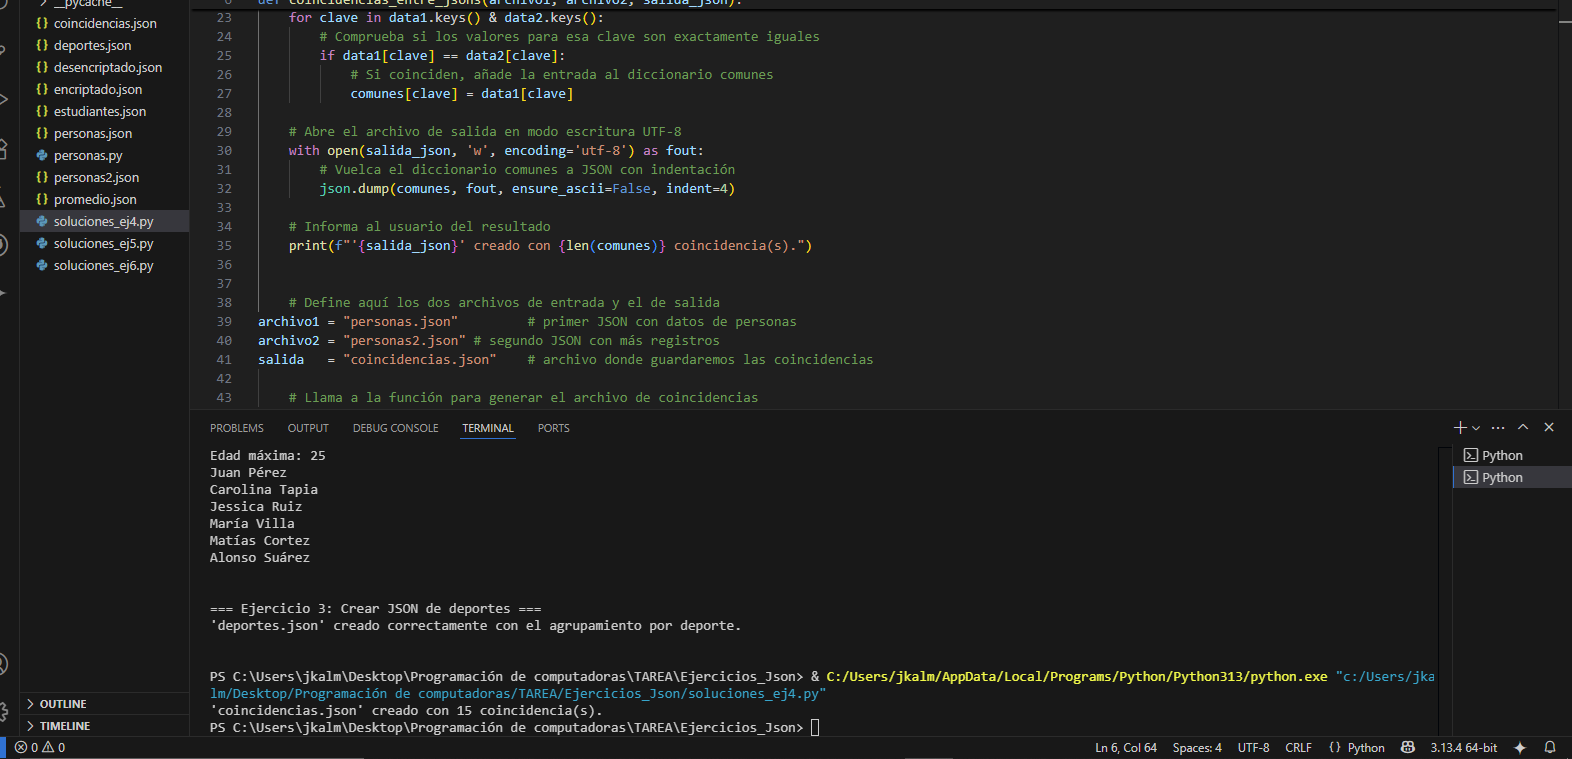 __pycache__
coincidencias.json
deportes.json
desencriptado.json
encriptado.json
estudiantes.json
personas.json
personas.py
personas2.json
promedio.json
soluciones_ej4.py
soluciones_ej5.py
soluciones_ej6.py
OUTLINE
TIMELINE
6 def coincidencias_entre_jsons(archivo1, archivo2, salida_json):
23 for clave in data1.keys() & data2.keys():
24 # Comprueba si los valores para esa clave son exactamente iguales
25 if data1[clave] == data2[clave]:
26 # Si coinciden, añade la entrada al diccionario comunes
27 comunes[clave] = data1[clave]
28
29 # Abre el archivo de salida en modo escritura UTF-8
30 with open(salida_json, 'w', encoding='utf-8') as fout:
31 # Vuelca el diccionario comunes a JSON con indentación
32 json.dump(comunes, fout, ensure_ascii=False, indent=4)
33
34 # Informa al usuario del resultado
35 print(f"'{salida_json}' creado con {len(comunes)} coincidencia(s).")
36
37
38 # Define aquí los dos archivos de entrada y el de salida
39 archivo1 = "personas.json" # primer JSON con datos de personas
40 archivo2 = "personas2.json" # segundo JSON con más registros
41 salida = "coincidencias.json" # archivo donde guardaremos las coincidencias
42
43 # Llama a la función para generar el archivo de coincidencias
PROBLEMS OUTPUT DEBUG CONSOLE TERMINAL PORTS
Edad máxima: 25
Juan Pérez
Carolina Tapia
Jessica Ruiz
María Villa
Matías Cortez
Alonso Suárez
=== Ejercicio 3: Crear JSON de deportes ===
'deportes.json' creado correctamente con el agrupamiento por deporte.
PS C:\Users\jkalm\Desktop\Programación de computadoras\TAREA\Ejercicios_Json> & C:/Users/jkalm/AppData/Local/Programs/Python/Python313/python.exe "c:/Users/jka
lm/Desktop/Programación de computadoras/TAREA/Ejercicios_Json/soluciones_ej4.py"
'coincidencias.json' creado con 15 coincidencia(s).
PS C:\Users\jkalm\Desktop\Programación de computadoras\TAREA\Ejercicios_Json>
Python
Python
0 0 Ln 6, Col 64 Spaces: 4 UTF-8 CRLF {} Python 3.13.4 64-bit